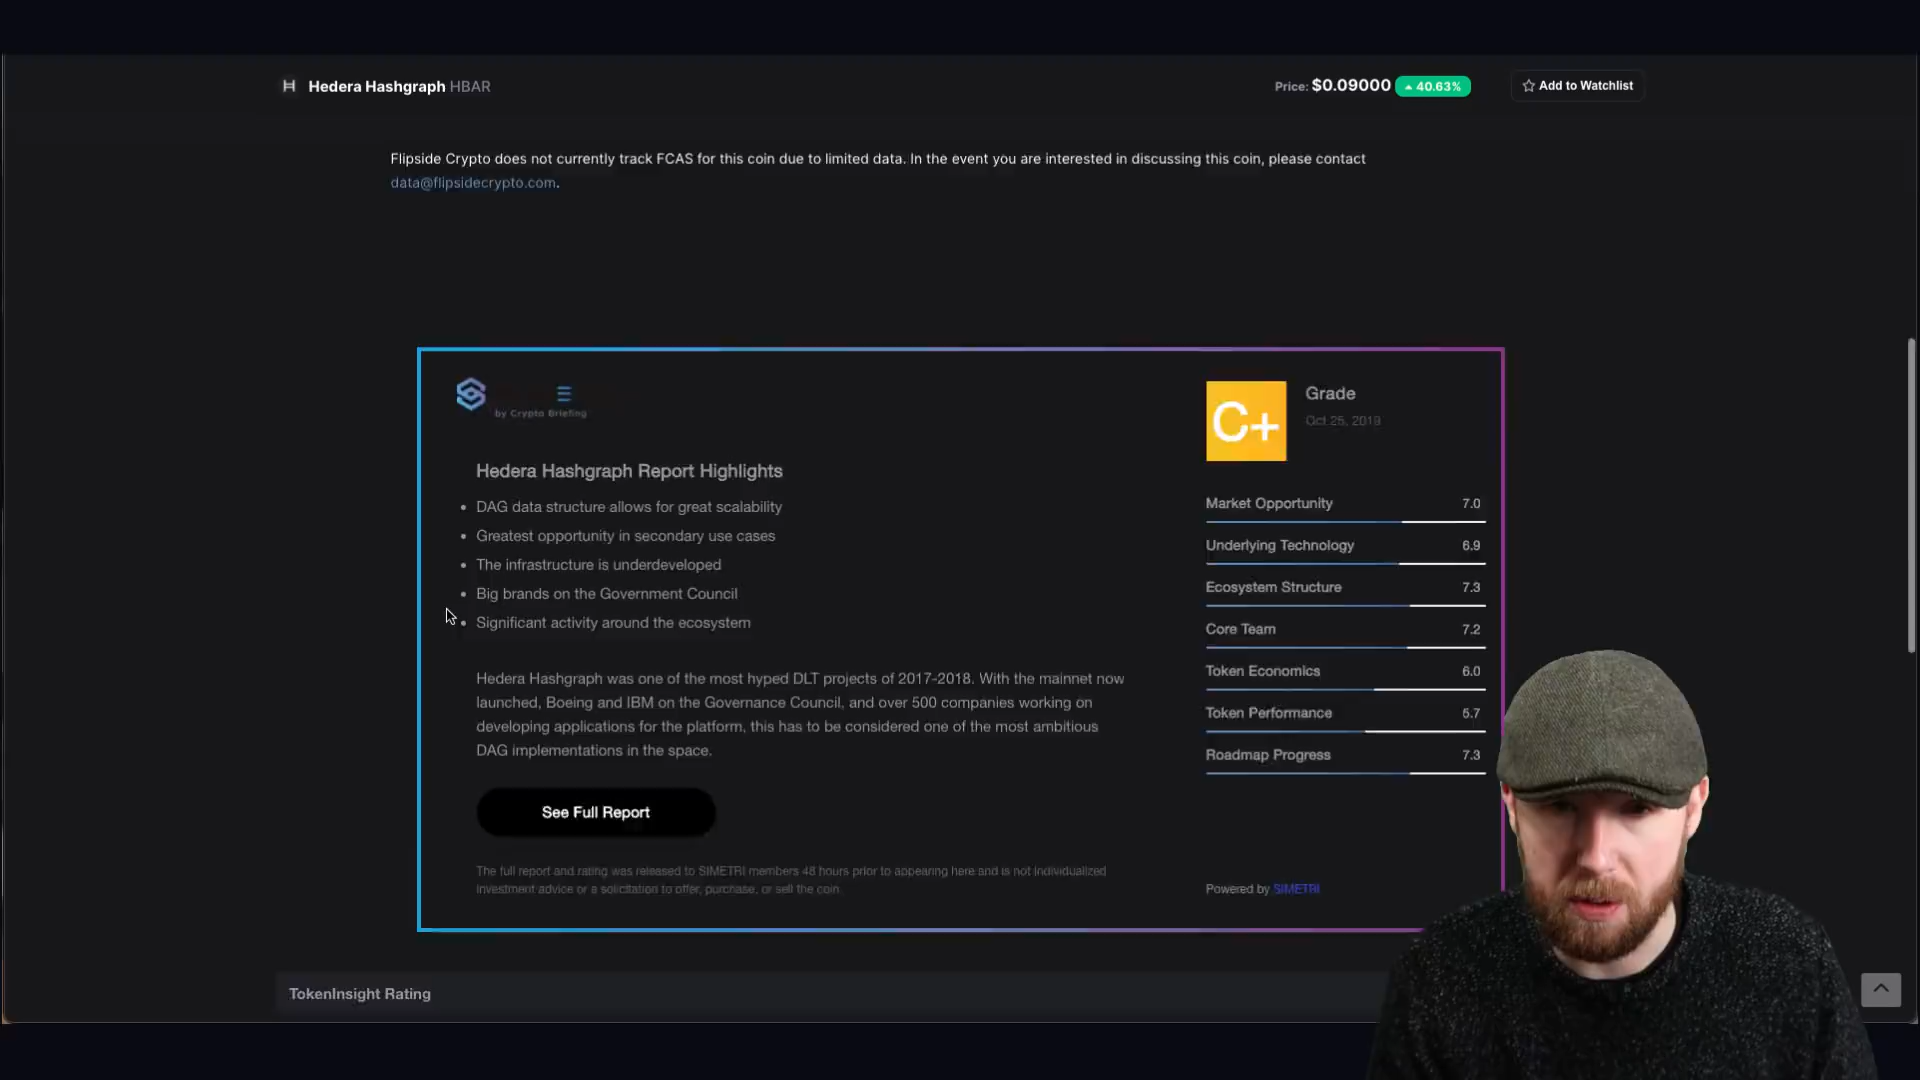 Hedera Hashgraph HBAR
Price: $0.09000 40.63%
Add to Watchlist
Flipside Crypto does not currently track FCAS for this coin due to limited data. In the event you are interested in discussing this coin, please contact
data@flipsidecrypto.com.
by Crypto Briefing
C+
Grade
Oct 25, 2019
Hedera Hashgraph Report Highlights
• DAG data structure allows for great scalability
• Greatest opportunity in secondary use cases
• The infrastructure is underdeveloped
• Big brands on the Government Council
• Significant activity around the ecosystem
Hedera Hashgraph was one of the most hyped DLT projects of 2017-2018. With the mainnet now
launched, Boeing and IBM on the Governance Council, and over 500 companies working on
developing applications for the platform, this has to be considered one of the most ambitious
DAG implementations in the space.
See Full Report
The full report and rating was released to SIMETRI members 48 hours prior to appearing here and is not individualized
investment advice or a solicitation to offer, purchase, or sell the coin.
Market Opportunity 7.0
Underlying Technology 6.9
Ecosystem Structure 7.3
Core Team 7.2
Token Economics 6.0
Token Performance 5.7
Roadmap Progress 7.3
Powered by SIMETRI
TokenInsight Rating